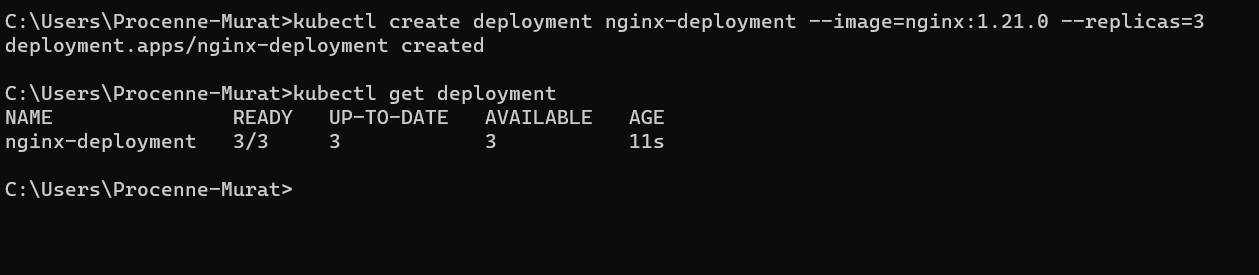 C:\Users\Procenne-Murat>kubectl create deployment nginx-deployment --image=nginx:1.21.0 --replicas=3
deployment.apps/nginx-deployment created
C:\Users\Procenne-Murat>kubectl get deployment
NAME READY UP-TO-DATE AVAILABLE AGE
nginx-deployment 3/3 3 3 11s
C:\Users\Procenne-Murat>